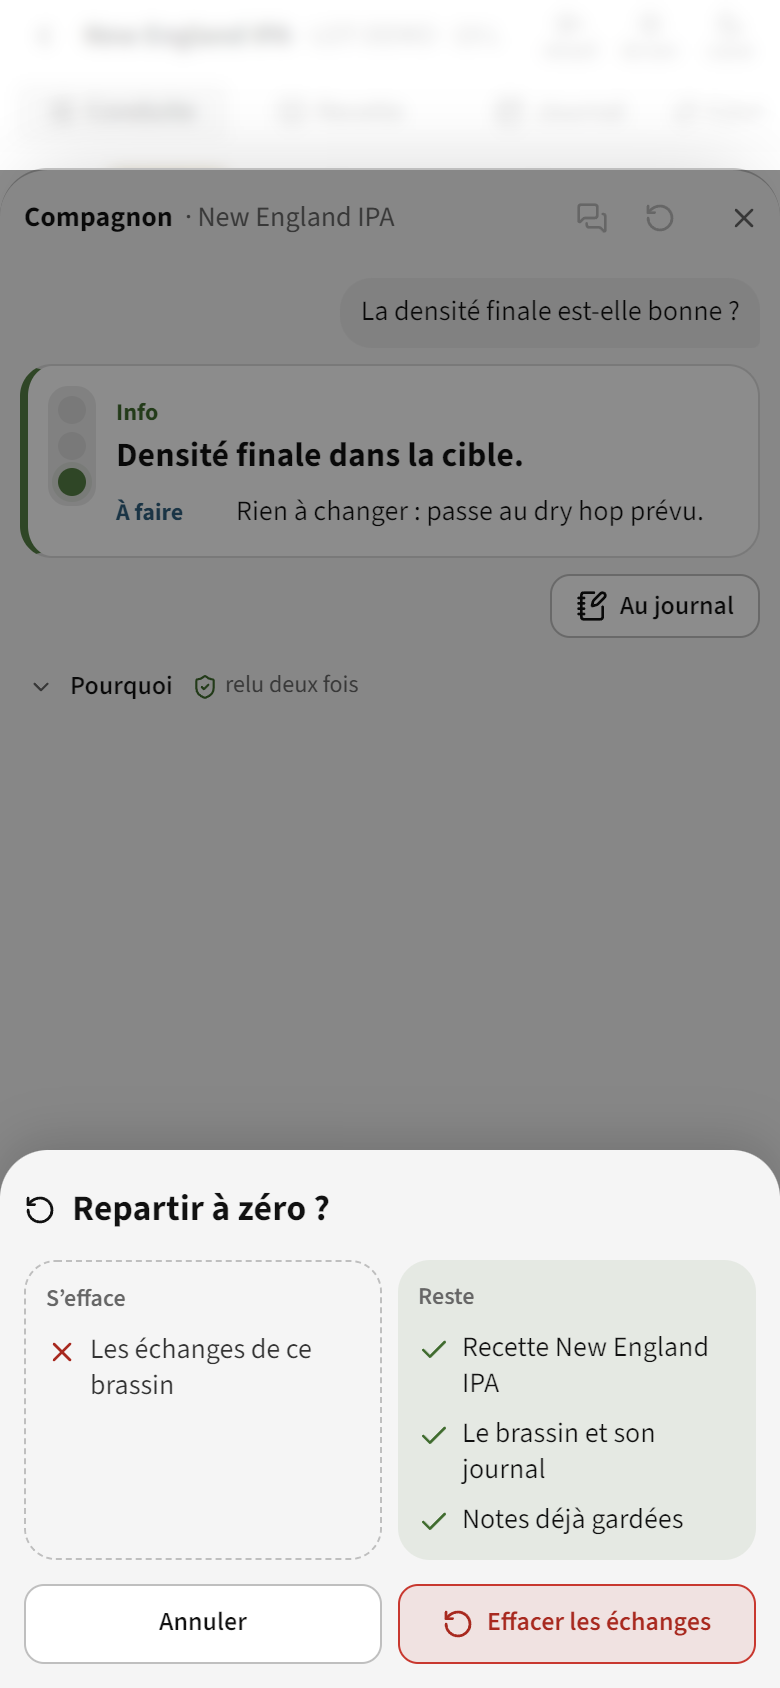 Compagnon · New England IPA
La densité finale est-elle bonne ?
Info
Densité finale dans la cible.
À faire Rien à changer : passe au dry hop prévu.
Au journal
Pourquoi relu deux fois
Repartir à zéro ?
S’efface
Les échanges de ce
brassin
Reste
Recette New England
IPA
Le brassin et son
journal
Notes déjà gardées
Annuler
Effacer les échanges